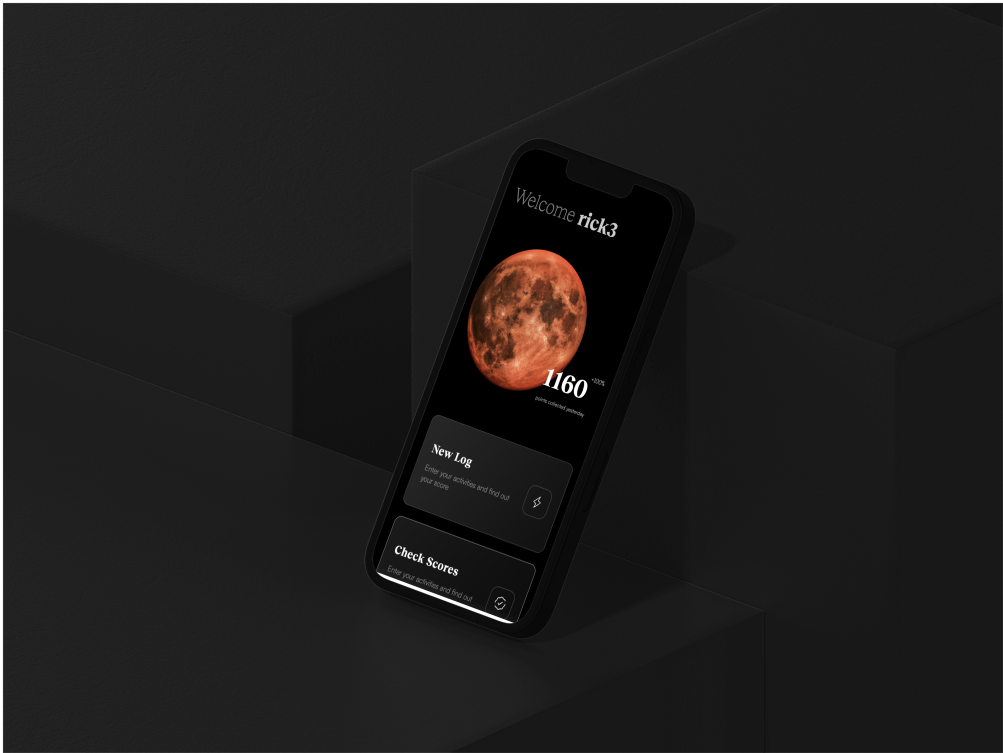 Welcome rick3
1160 +100%
points collected yesterday
New Log
Enter your activities and find out
your score
Check Scores
Enter your activities and find out